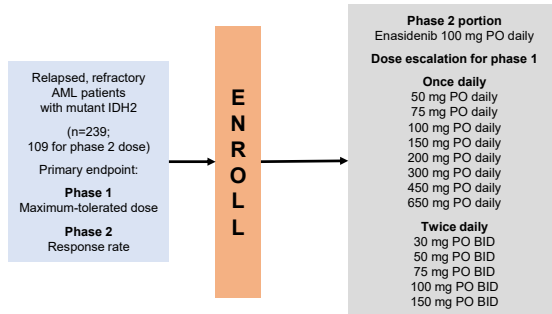 Relapsed, refractory
AML patients
with mutant IDH2
(n=239;
109 for phase 2 dose)
Primary endpoint:
Phase 1
Maximum-tolerated dose
Phase 2
Response rate
E
N
R
O
L
L
Phase 2 portion
Enasidenib 100 mg PO daily
Dose escalation for phase 1
Once daily
50 mg PO daily
75 mg PO daily
100 mg PO daily
150 mg PO daily
200 mg PO daily
300 mg PO daily
450 mg PO daily
650 mg PO daily
Twice daily
30 mg PO BID
50 mg PO BID
75 mg PO BID
100 mg PO BID
150 mg PO BID